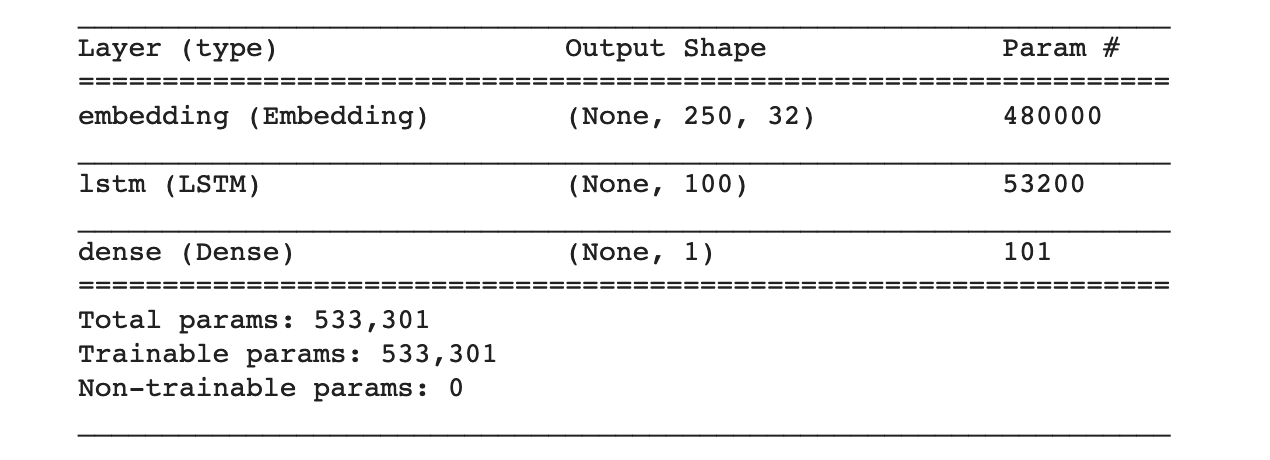 Layer (type) Output Shape Param #
=================================================================
embedding (Embedding) (None, 250, 32) 480000
lstm (LSTM) (None, 100) 53200
dense (Dense) (None, 1) 101
=================================================================
Total params: 533,301
Trainable params: 533,301
Non-trainable params: 0